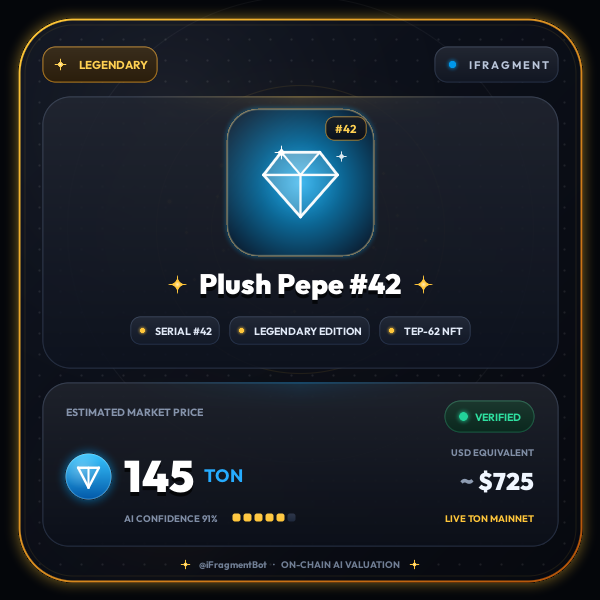 LEGENDARY
IFRAGMENT
#42
Plush Pepe #42
SERIAL #42
LEGENDARY EDITION
TEP-62 NFT
ESTIMATED MARKET PRICE
VERIFIED
USD EQUIVALENT
145 TON
~ $725
AI CONFIDENCE 91%
LIVE TON MAINNET
@iFragmentBot · ON-CHAIN AI VALUATION